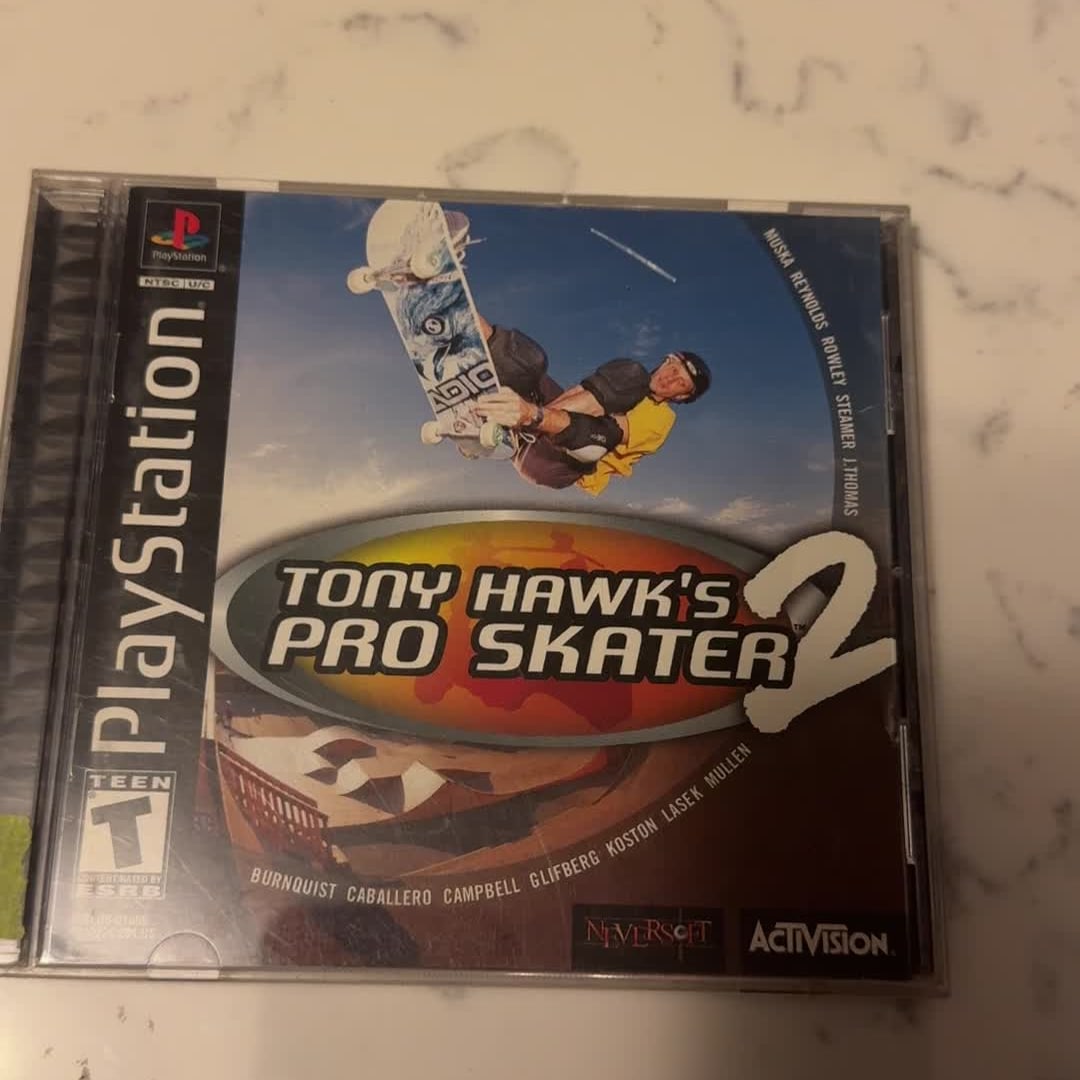 PlayStation
NTSC U/C
PlayStation
TEEN
T
CONTENT RATED BY
ESRB
MUSKA REYNOLDS ROWLEY STEAMER J.THOMAS
TONY HAWK'S
PRO SKATER 2
™
BURNQUIST CABALLERO CAMPBELL GLIFBERG KOSTON LASEK MULLEN
NEVERSOFT
ACTIVISION